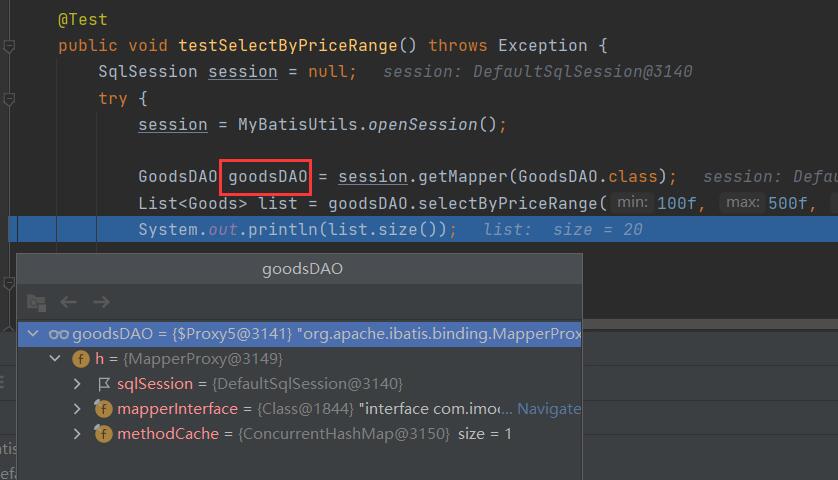 @Test
public void testSelectByPriceRange() throws Exception {
SqlSession session = null; session: DefaultSqlSession@3140
try {
session = MyBatisUtils.openSession();
GoodsDAO goodsDAO = session.getMapper(GoodsDAO.class); session: Defau
List<Goods> list = goodsDAO.selectByPriceRange( min: 100f, max: 500f,
System.out.println(list.size()); list: size = 20
goodsDAO
goodsDAO = {$Proxy5@3141} "org.apache.ibatis.binding.MapperProx
h = {MapperProxy@3149}
sqlSession = {DefaultSqlSession@3140}
mapperInterface = {Class@1844} "interface com.imoc... Navigate
methodCache = {ConcurrentHashMap@3150} size = 1